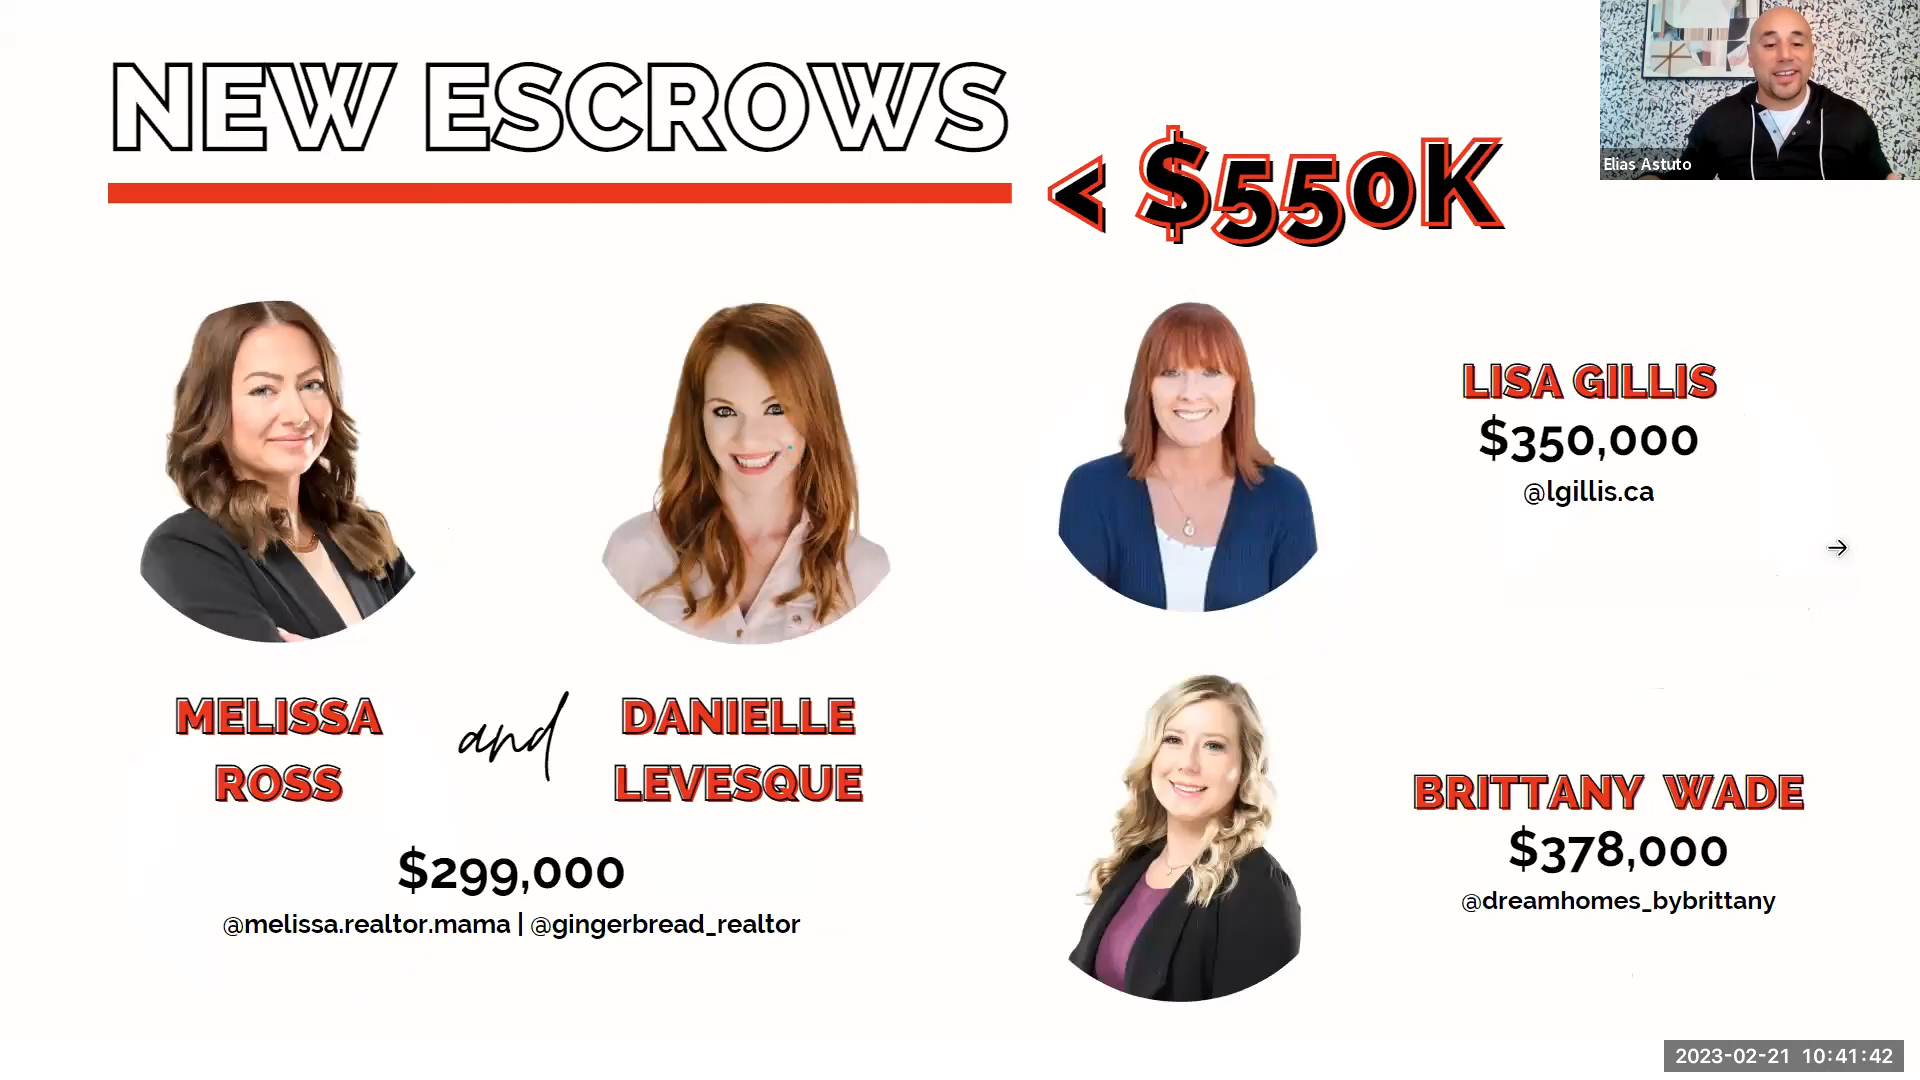 NEW ESCROWS
< $550K
Elias Astuto
MELISSA
ROSS
and
DANIELLE
LEVESQUE
$299,000
@melissa.realtor.mama | @gingerbread_realtor
LISA GILLIS
$350,000
@lgillis.ca
BRITTANY WADE
$378,000
@dreamhomes_bybrittany
2023-02-21 10:41:42